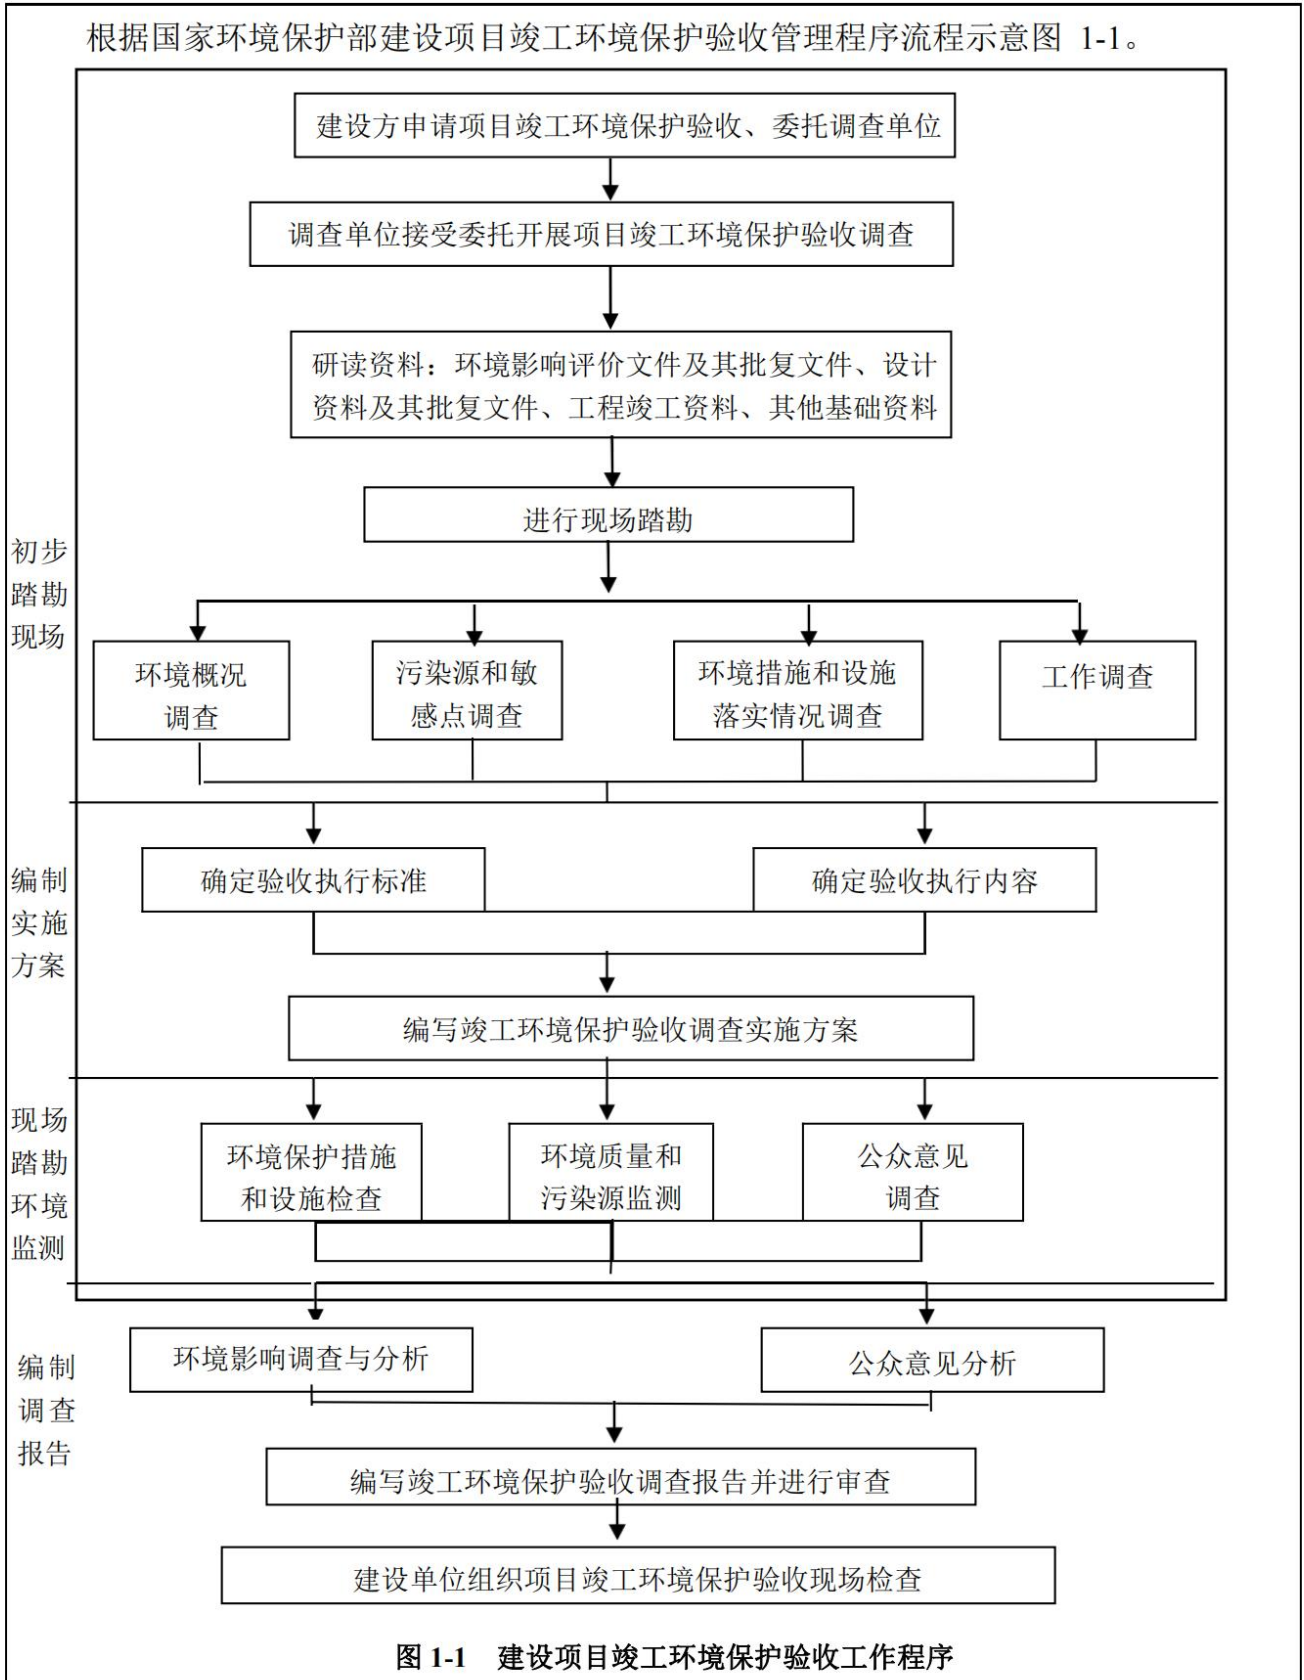 根据国家环境保护部建设项目竣工环境保护验收管理程序流程示意图 1-1。
建设方申请项目竣工环境保护验收、委托调查单位
调查单位接受委托开展项目竣工环境保护验收调查
研读资料：环境影响评价文件及其批复文件、设计
资料及其批复文件、工程竣工资料、其他基础资料
进行现场踏勘
初步
踏勘
现场
环境概况
调查
污染源和敏
感点调查
环境措施和设施
落实情况调查
工作调查
编制
实施
方案
确定验收执行标准
确定验收执行内容
编写竣工环境保护验收调查实施方案
现场
踏勘
环境
监测
环境保护措施
和设施检查
环境质量和
污染源监测
公众意见
调查
编制
调查
报告
环境影响调查与分析
公众意见分析
编写竣工环境保护验收调查报告并进行审查
建设单位组织项目竣工环境保护验收现场检查
图 1-1 建设项目竣工环境保护验收工作程序